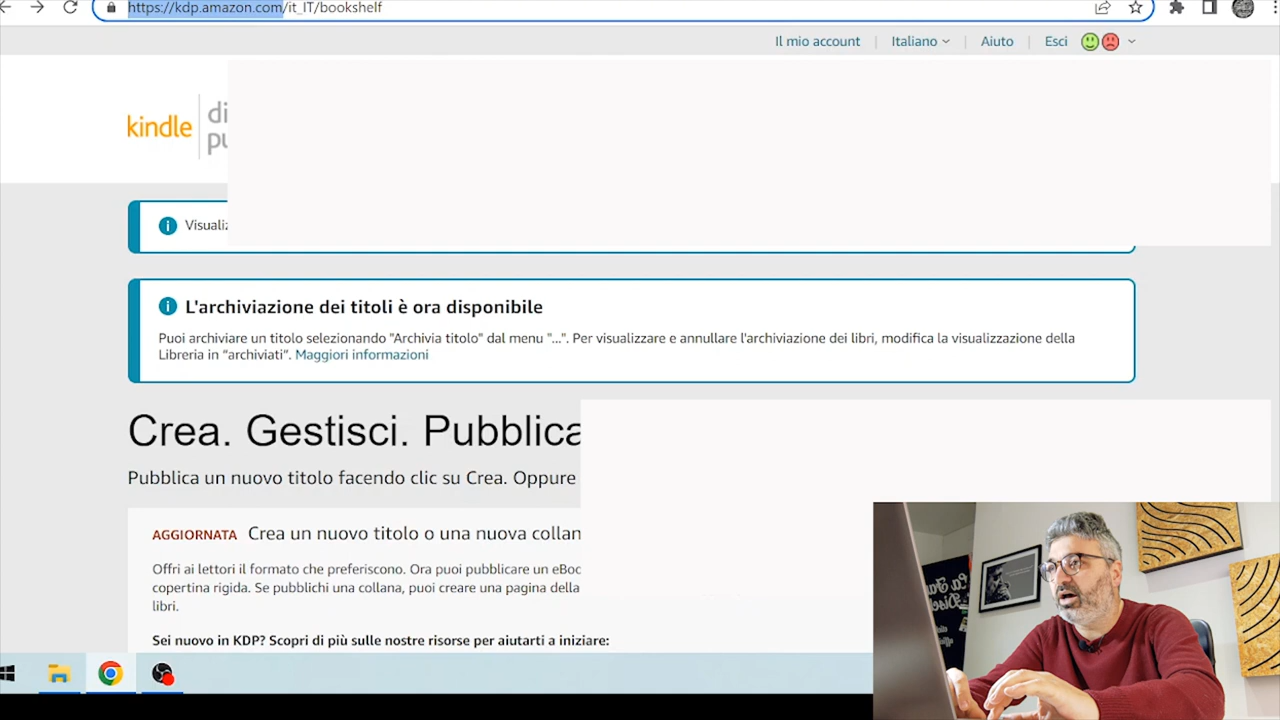 https://kdp.amazon.com/it_IT/bookshelf
Il mio account | Italiano | Aiuto | Esci
kindle | di
pu
Visualiz
L'archiviazione dei titoli è ora disponibile
Puoi archiviare un titolo selezionando "Archivia titolo" dal menu "...". Per visualizzare e annullare l'archiviazione dei libri, modifica la visualizzazione della
Libreria in "archiviati". Maggiori informazioni
Crea. Gestisci. Pubblica
Pubblica un nuovo titolo facendo clic su Crea. Oppure
AGGIORNATA Crea un nuovo titolo o una nuova collan
Offri ai lettori il formato che preferiscono. Ora puoi pubblicare un eBoo
copertina rigida. Se pubblichi una collana, puoi creare una pagina della
libri.
Sei nuovo in KDP? Scopri di più sulle nostre risorse per aiutarti a iniziare: